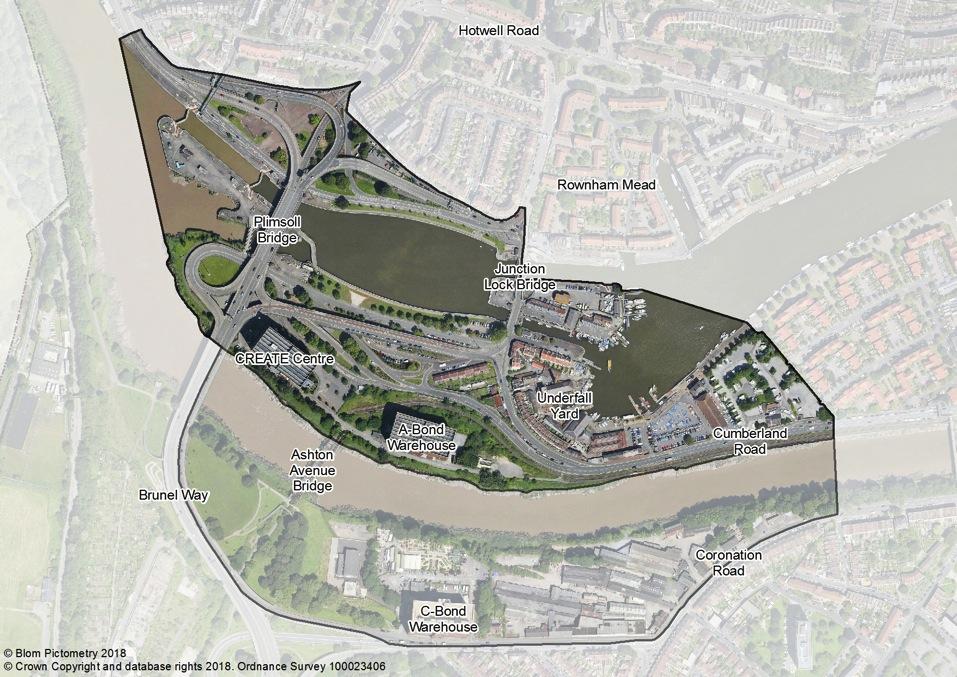 Hotwell Road
Rownham Mead
Plimsoll
Bridge
Junction
Lock Bridge
CREATE Centre
Underfall
Yard
A-Bond
Warehouse
Cumberland
Road
Ashton
Avenue
Bridge
Brunel Way
Coronation
Road
C-Bond
Warehouse
© Blom Pictometry 2018
© Crown Copyright and database rights 2018. Ordnance Survey 100023406